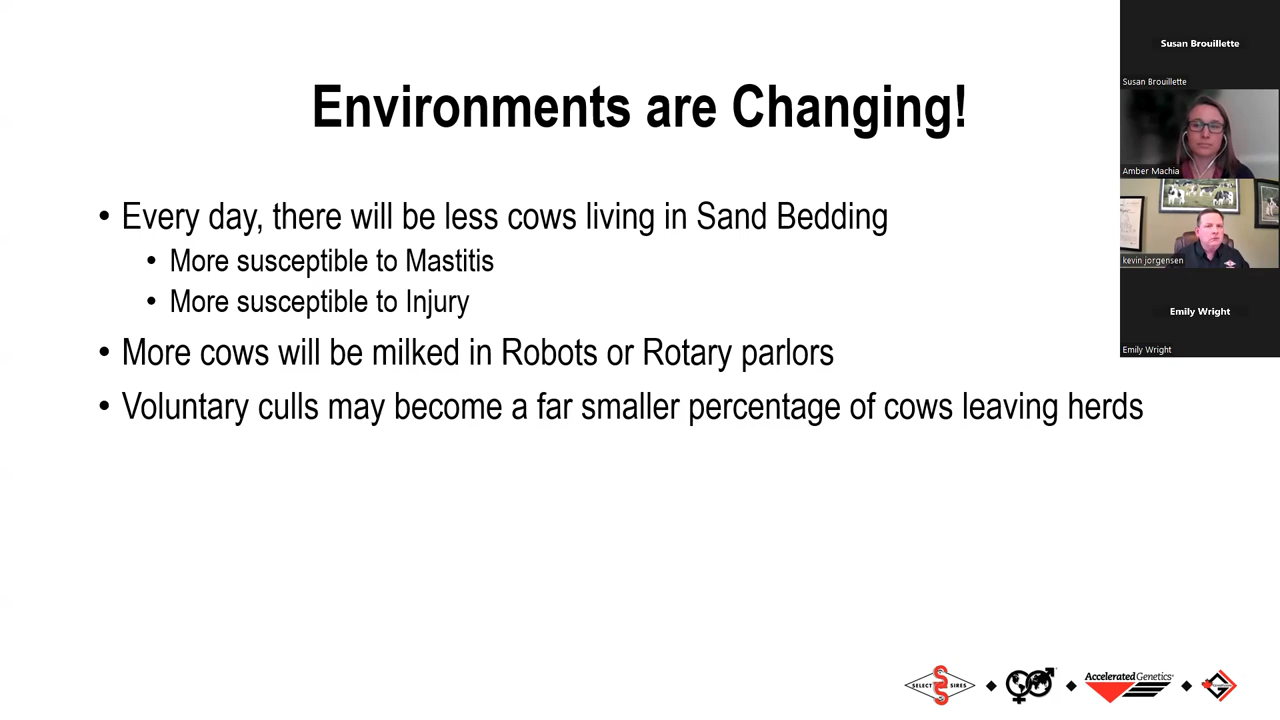 Environments are Changing!
• Every day, there will be less cows living in Sand Bedding
• More susceptible to Mastitis
• More susceptible to Injury
• More cows will be milked in Robots or Rotary parlors
• Voluntary culls may become a far smaller percentage of cows leaving herds
Susan Brouillette
Susan Brouillette
Amber Machia
kevin jorgensen
Emily Wright
Emily Wright
SELECT SIRES
Accelerated Genetics